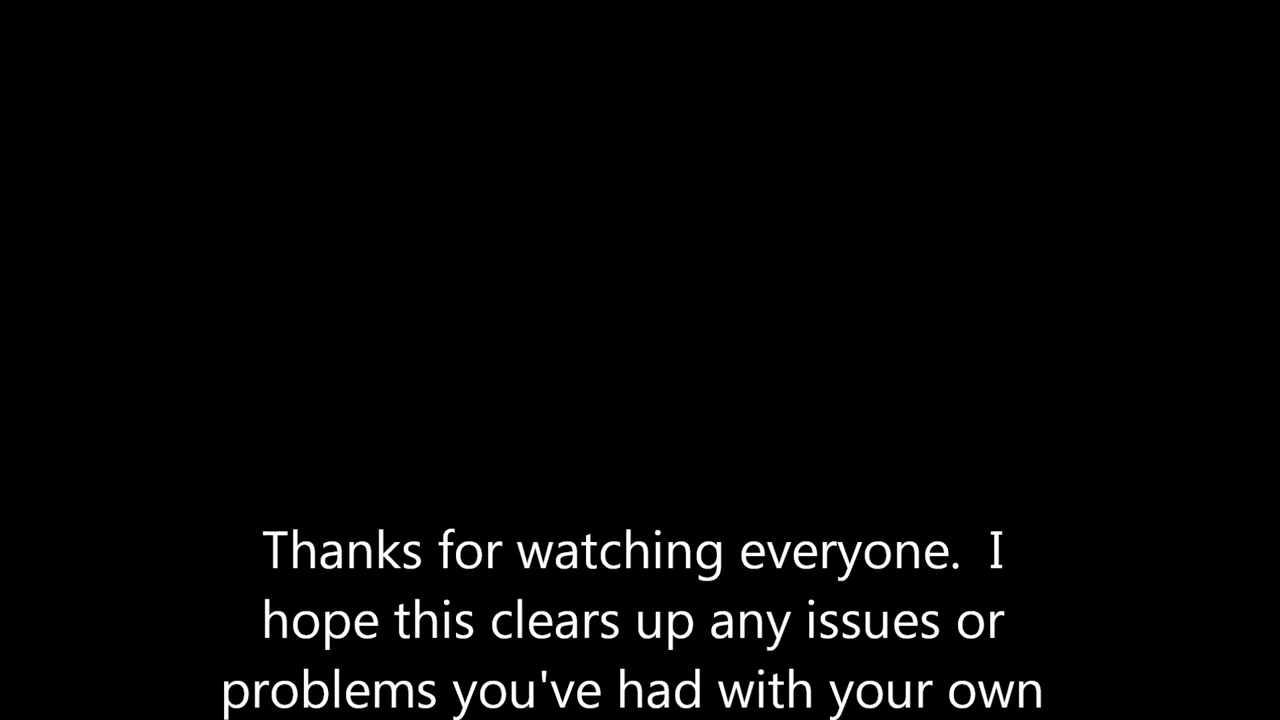 Thanks for watching everyone.  I
hope this clears up any issues or
problems you've had with your own